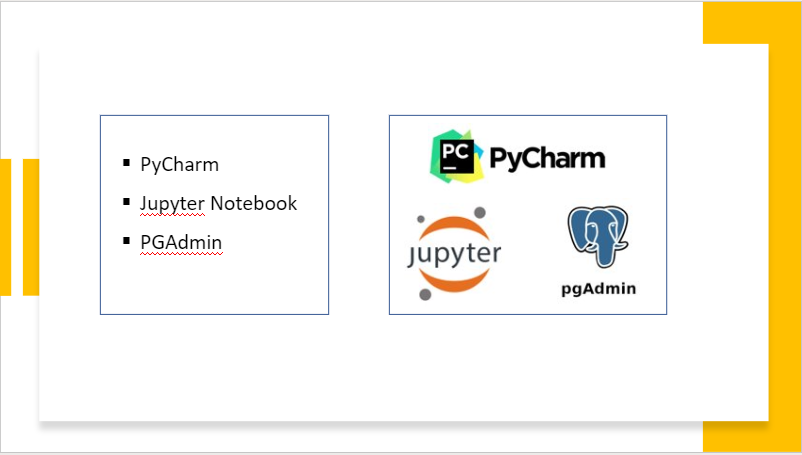 PyCharm
Jupyter Notebook
PGAdmin
PC
PyCharm
jupyter
pgAdmin